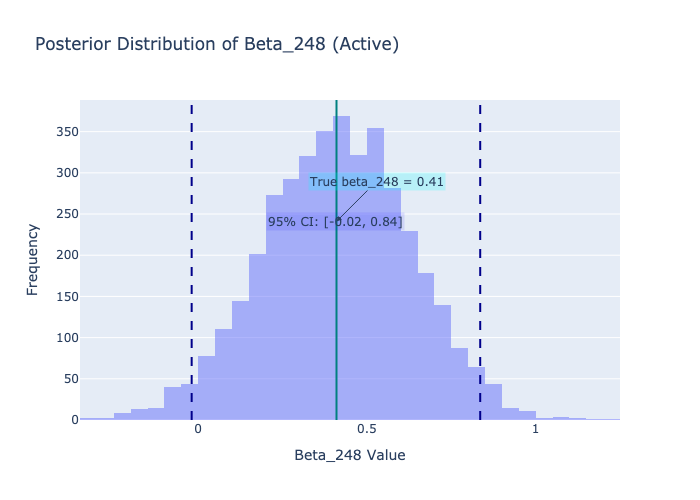 Posterior Distribution of Beta_248 (Active)
350
300
250
200
150
100
50
0
Frequency
True beta_248 = 0.41
95% CI: [-0.02, 0.84]
0
0.5
1
Beta_248 Value